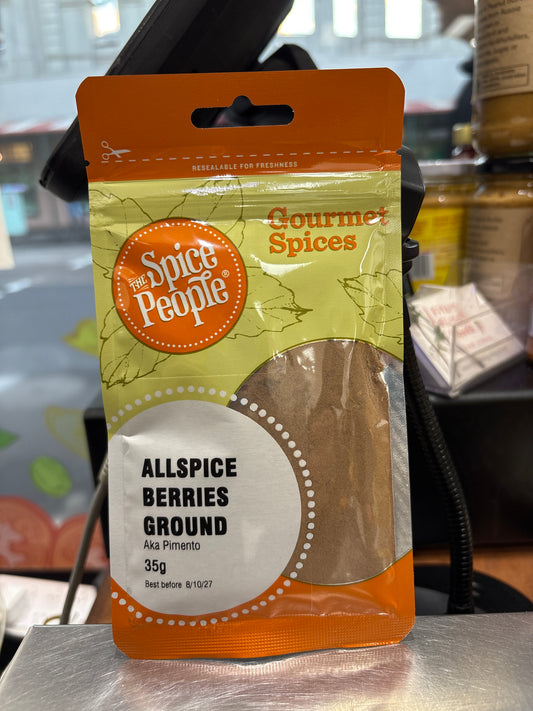 RESEALABLE FOR FRESHNESS
Gourmet
Spices
THE
Spice
People®
ALLSPICE
BERRIES
GROUND
Aka Pimento
35g
Best before 8/10/27